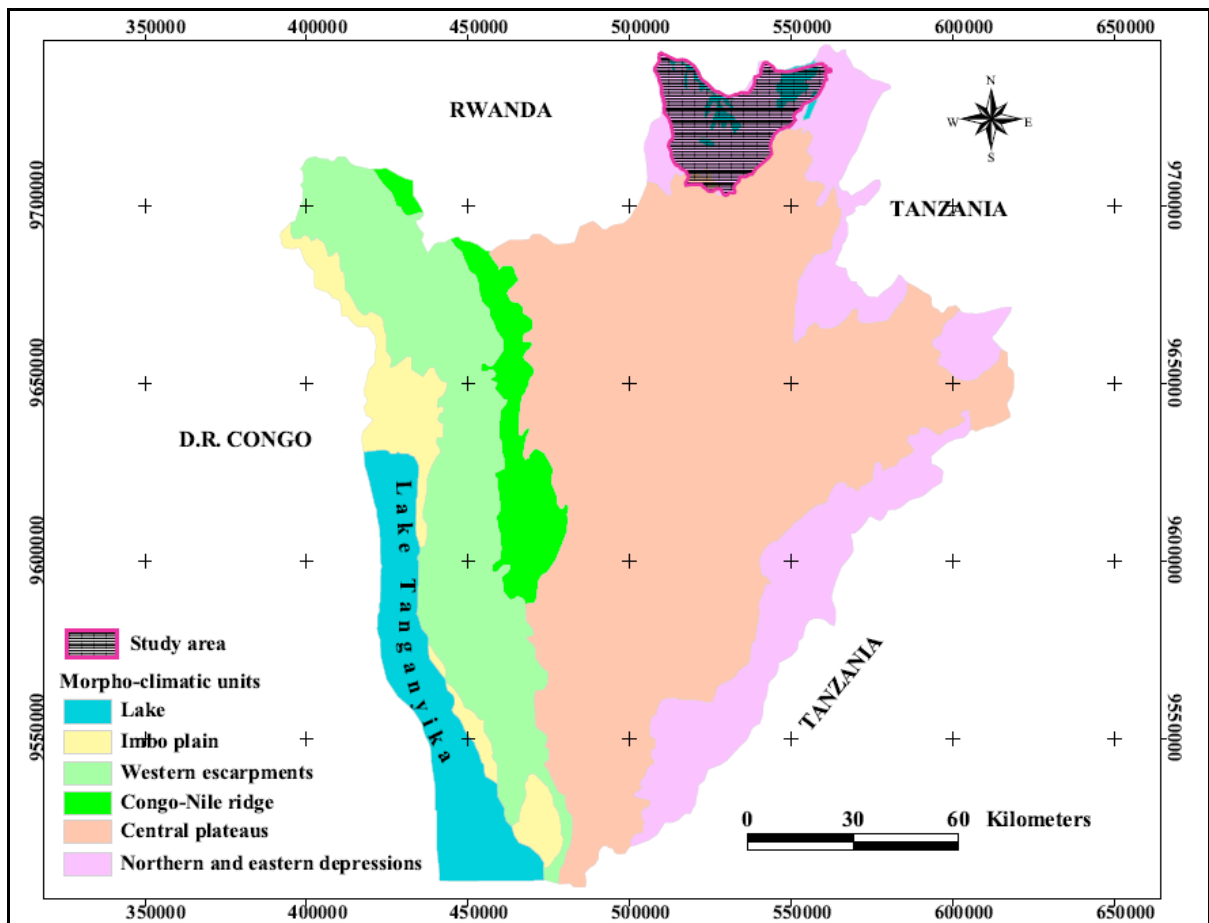 350000 400000 450000 500000 550000 600000 650000
RWANDA
N
W E
S
TANZANIA
D.R. CONGO
Lake Tanganyika
TANZANIA
9700000
9650000
9600000
9550000
9700000
9650000
9600000
9550000
Study area
Morpho-climatic units
Lake
Imbo plain
Western escarpments
Congo-Nile ridge
Central plateaus
Northern and eastern depressions
0 30 60 Kilometers
350000 400000 450000 500000 550000 600000 650000